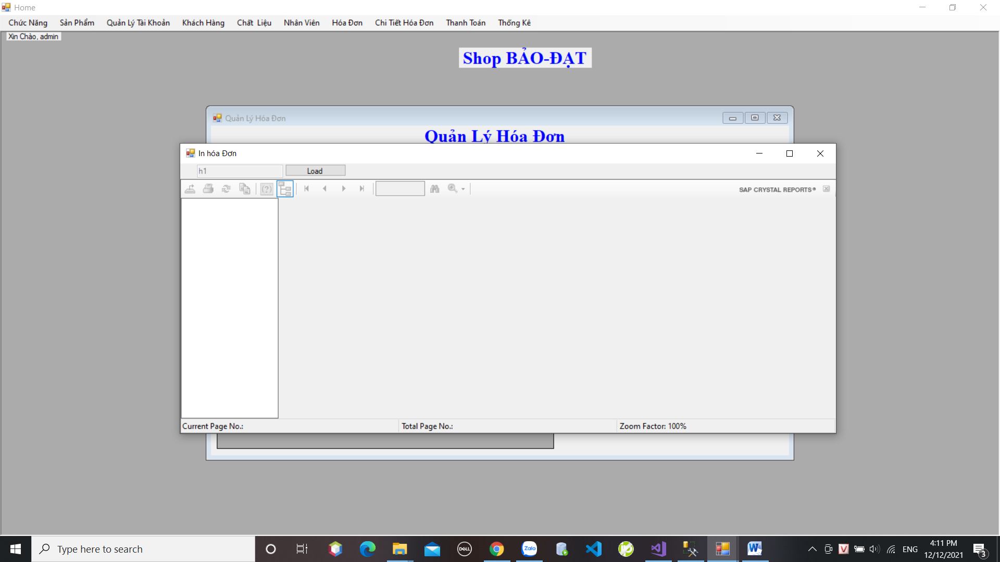 Home
Chức Năng Sản Phẩm Quản Lý Tài Khoản Khách Hàng Chất Liệu Nhân Viên Hóa Đơn Chi Tiết Hóa Đơn Thanh Toán Thống Kê
Xin Chào, admin
Shop BẢO-ĐẠT
Quản Lý Hóa Đơn
Quản Lý Hóa Đơn
In hóa Đơn
h1 Load
SAP CRYSTAL REPORTS®
Current Page No.: Total Page No.: Zoom Factor: 100%
Type here to search
DELL
Zalo
V
ENG
4:11 PM
12/12/2021
3